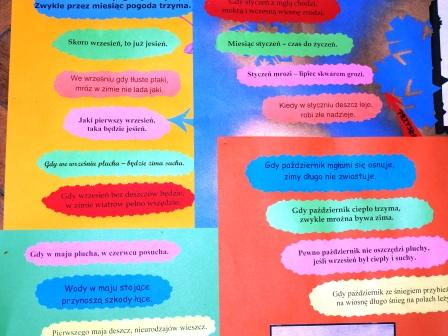 Zwykle przez miesiąc pogoda trzyma.
Skoro wrzesień, to już jesień.
We wrześniu gdy tłuste ptaki,
mróz w zimie nie lada jaki.
Jaki pierwszy wrzesień,
taka będzie jesień.
Gdy we wrześniu plucha – będzie zima sucha.
Gdy wrzesień bez deszczów będzie,
w zimie wiatrów pełno wszędzie.
Gdy styczeń z mgłą chodzi,
mokrą i wczesną wiosnę rodzi.
Miesiąc styczeń – czas do życzeń.
Styczeń mrozi – lipiec skwarem grozi.
Kiedy w styczniu deszcz leje,
robi złe nadzieje.
Gdy październik mgłami się osnuje,
zimy długo nie zwiastuje.
Gdy październik ciepło trzyma,
zwykle mroźna bywa zima.
Pewno październik nie oszczędzi pluchy,
jeśli wrzesień był ciepły i suchy.
Gdy październik ze śniegiem przybież
na wiosnę długo śnieg na polach leży
Gdy w maju plucha, w czerwcu posucha.
Wody w maju stojące
przynoszą szkody łące.
Pierwszego maja deszcz, nieurodzajów wieszcz.